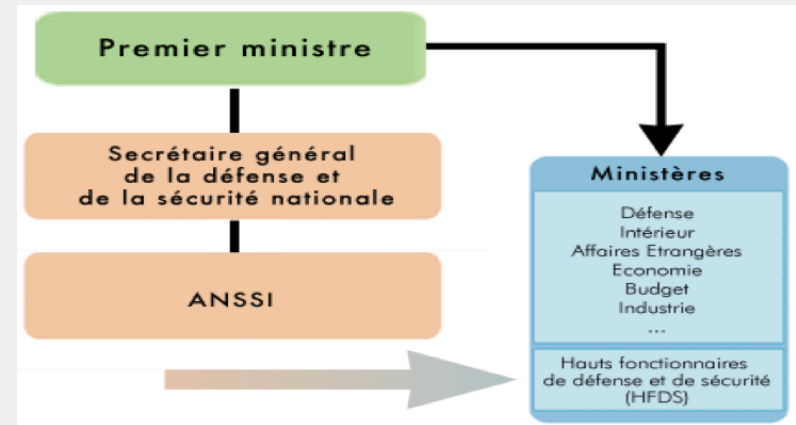 Premier ministre
Secrétaire général
de la défense et
de la sécurité nationale
ANSSI
Ministères
Défense
Intérieur
Affaires Etrangères
Economie
Budget
Industrie
...
Hauts fonctionnaires
de défense et de sécurité
(HFDS)